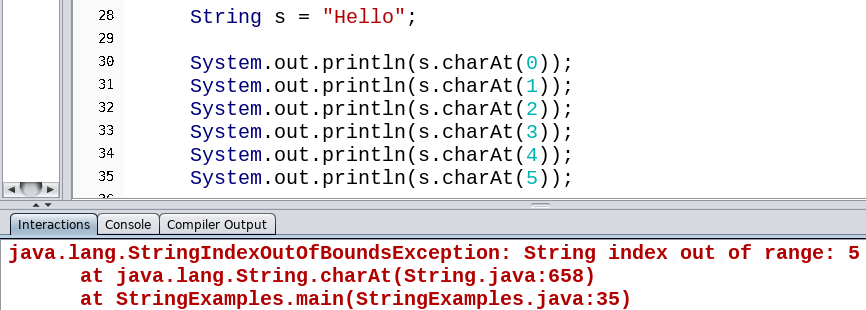 28 String s = "Hello";
29
30 System.out.println(s.charAt(0));
31 System.out.println(s.charAt(1));
32 System.out.println(s.charAt(2));
33 System.out.println(s.charAt(3));
34 System.out.println(s.charAt(4));
35 System.out.println(s.charAt(5));
Interactions Console Compiler Output
java.lang.StringIndexOutOfBoundsException: String index out of range: 5
at java.lang.String.charAt(String.java:658)
at StringExamples.main(StringExamples.java:35)